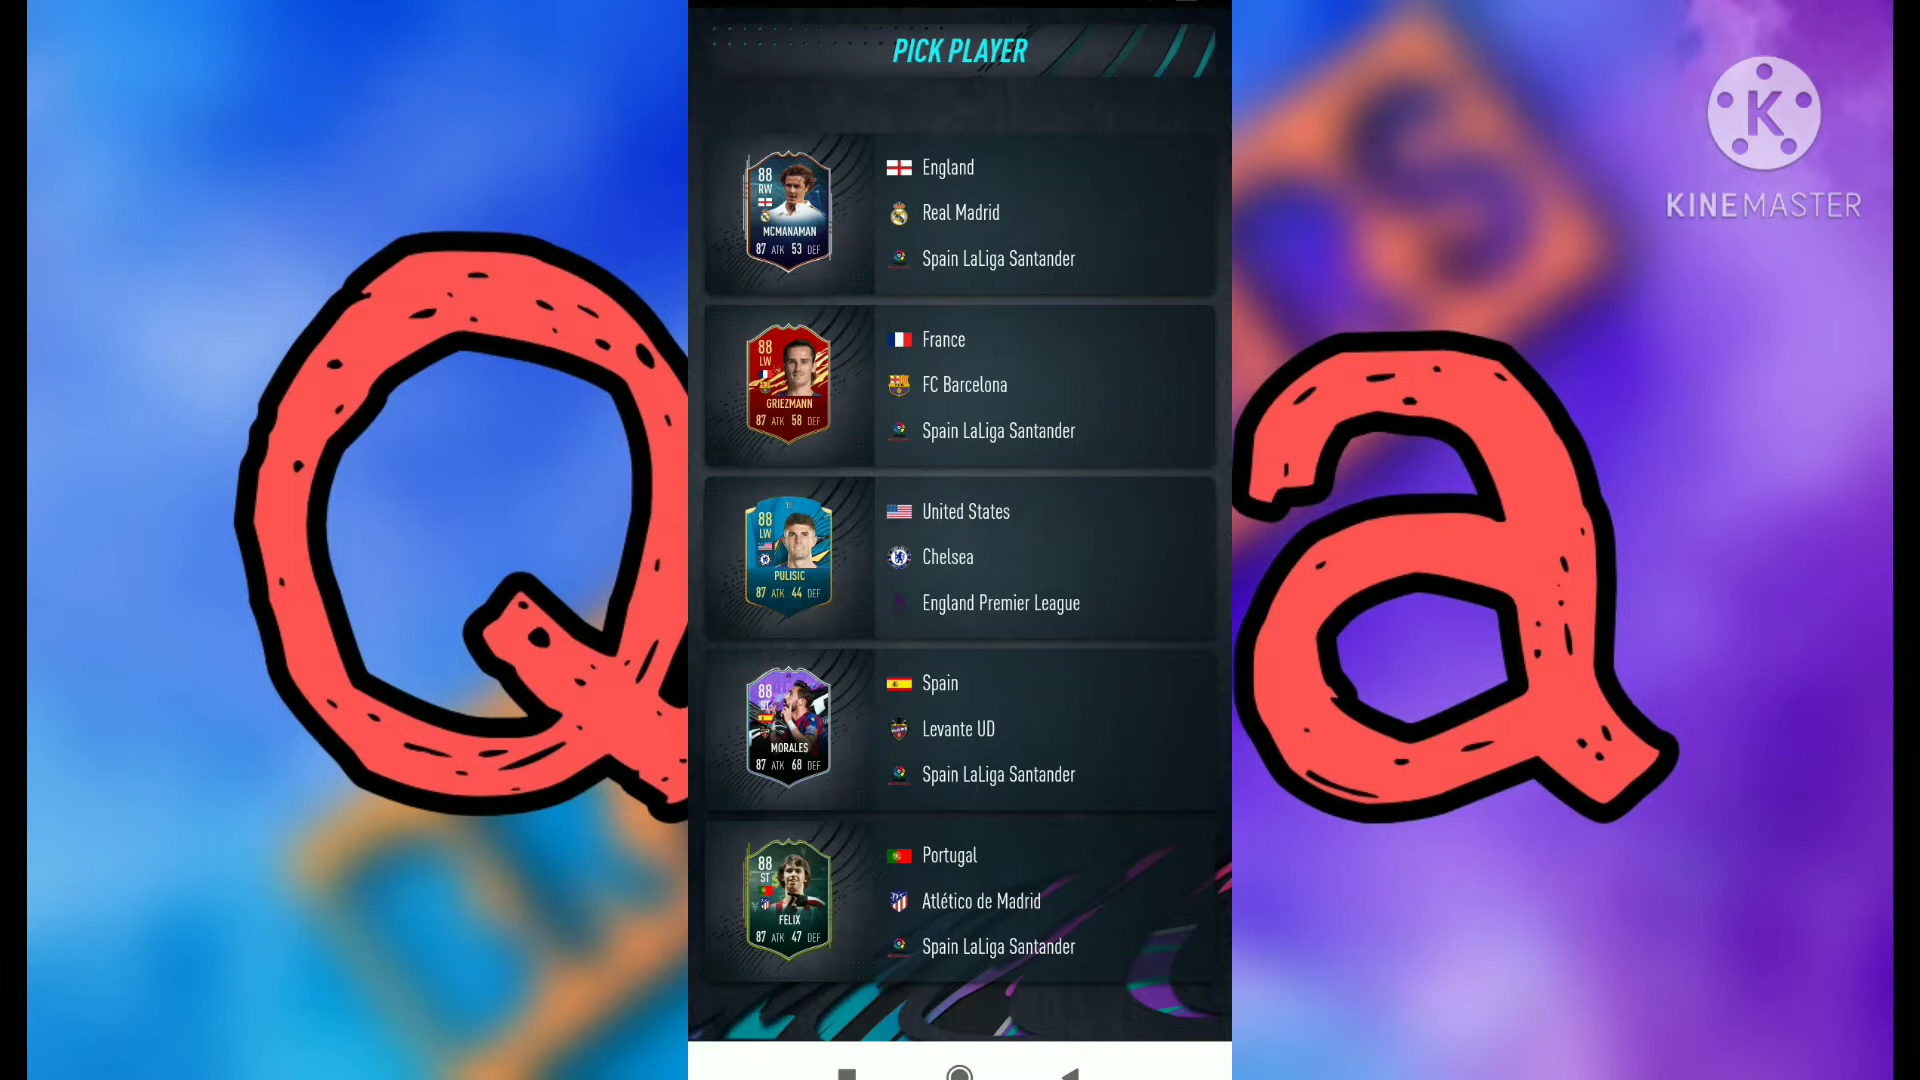 PICK PLAYER
88
RW
MCMANAMAN
87 ATK 53 DEF
England
Real Madrid
Spain LaLiga Santander
88
LW
GRIEZMANN
87 ATK 58 DEF
France
FC Barcelona
Spain LaLiga Santander
88
LW
PULISIC
87 ATK 44 DEF
United States
Chelsea
England Premier League
88
ST
MORALES
87 ATK 68 DEF
Spain
Levante UD
Spain LaLiga Santander
88
ST
FELIX
87 ATK 47 DEF
Portugal
Atlético de Madrid
Spain LaLiga Santander
Q
a
K
KINEMASTER